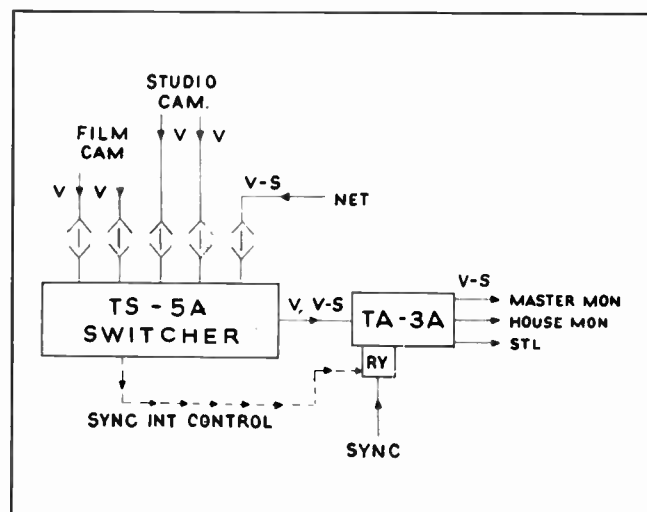 STUDIO
CAM.
FILM
CAM
V V
V V
V-S
NET
TS-5A
SWITCHER
V, V-S
TA-3A
V-S
MASTER MON
HOUSE MON
STL
RY
SYNC INT CONTROL
SYNC